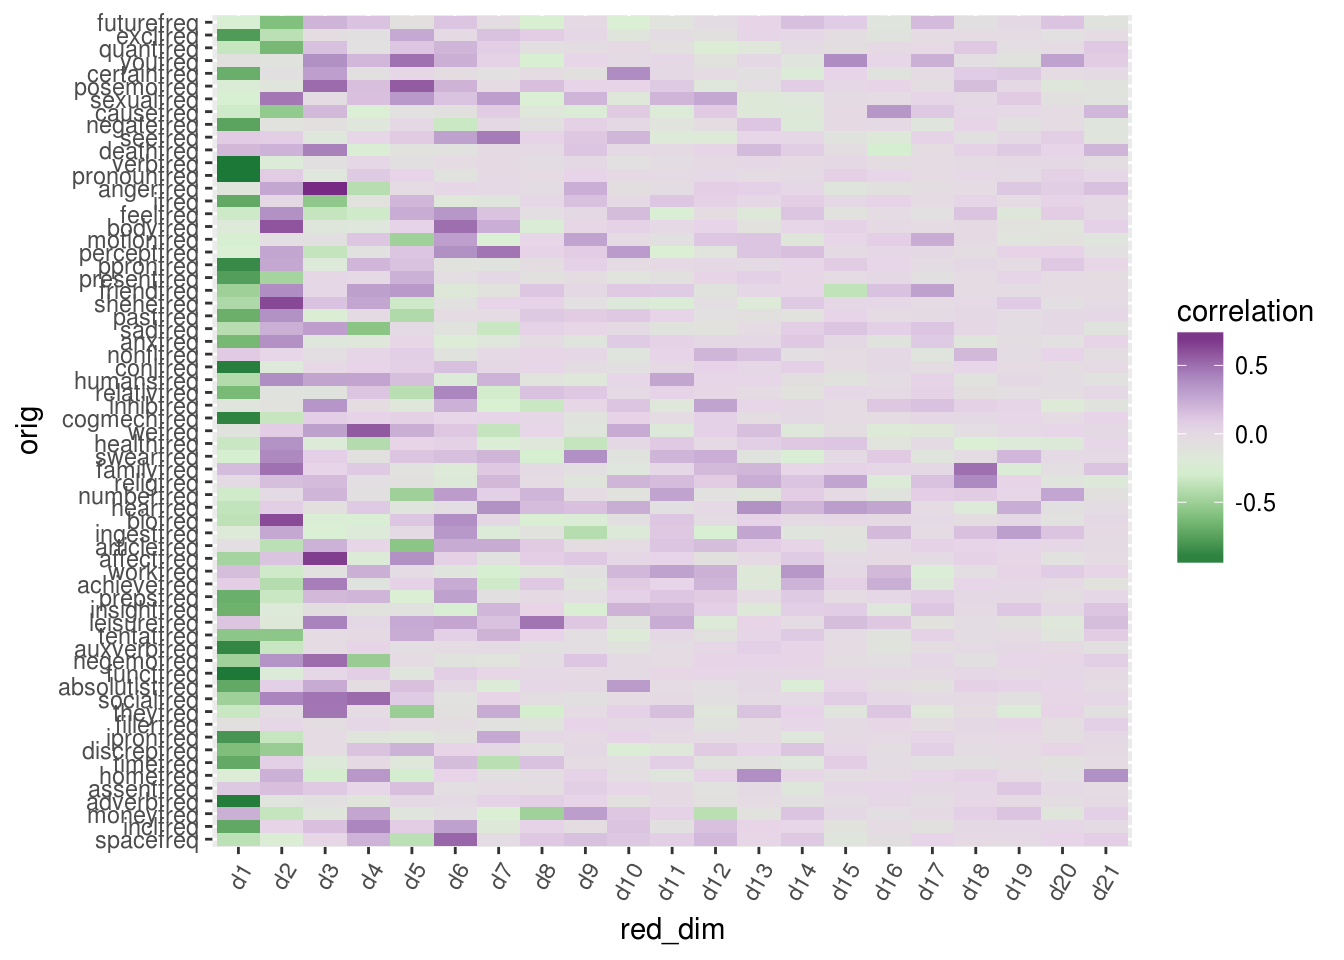 futurefreq
exclfreq
quantfreq
youfreq
certainfreq
posemofreq
sexualfreq
causefreq
negatefreq
seefreq
deathfreq
verbfreq
pronounfreq
angerfreq
ifreq
feelfreq
bodyfreq
motionfreq
perceptfreq
ppronfreq
presentfreq
friendfreq
shehefreq
pastfreq
sadfreq
anxfreq
nonflfreq
conjfreq
humansfreq
relativfreq
inhibfreq
cogmechfreq
wefreq
healthfreq
swearfreq
familyfreq
religfreq
numberfreq
hearfreq
biofreq
ingestfreq
articlefreq
affectfreq
workfreq
achievefreq
prepsfreq
insightfreq
leisurefreq
tentatfreq
auxverbfreq
negemofreq
functfreq
absolutistfreq
socialfreq
theyfreq
fillerfreq
ipronfreq
discrepfreq
timefreq
homefreq
assentfreq
adverbfreq
moneyfreq
inclfreq
spacefreq
orig
d1 d2 d3 d4 d5 d6 d7 d8 d9 d10 d11 d12 d13 d14 d15 d16 d17 d18 d19 d20 d21
red_dim
correlation
0.5
0.0
-0.5